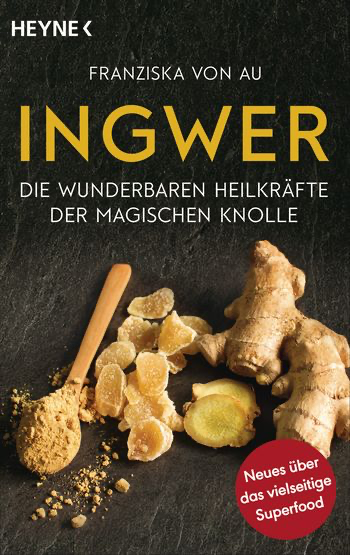 HEYNE
FRANZISKA VON AU
INGWER
DIE WUNDERBAREN HEILKRÄFTE
DER MAGISCHEN KNOLLE
Neues über
das vielseitige
Superfood